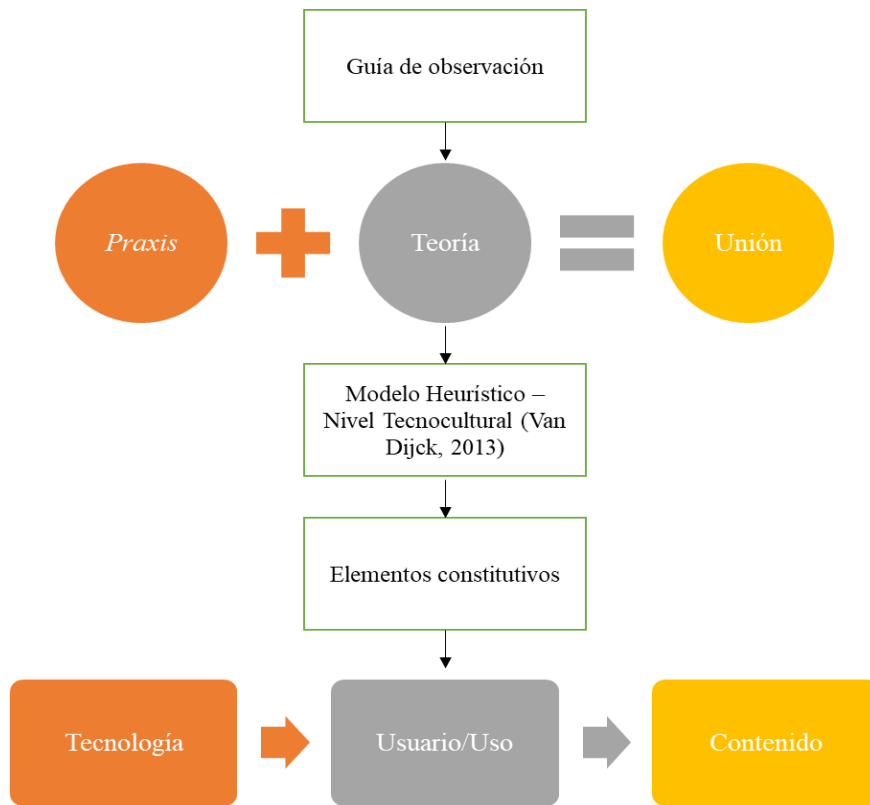 Guía de observación
Praxis
Teoría
Unión
Modelo Heurístico –
Nivel Tecnocultural (Van
Dijck, 2013)
Elementos constitutivos
Tecnología
Usuario/Uso
Contenido